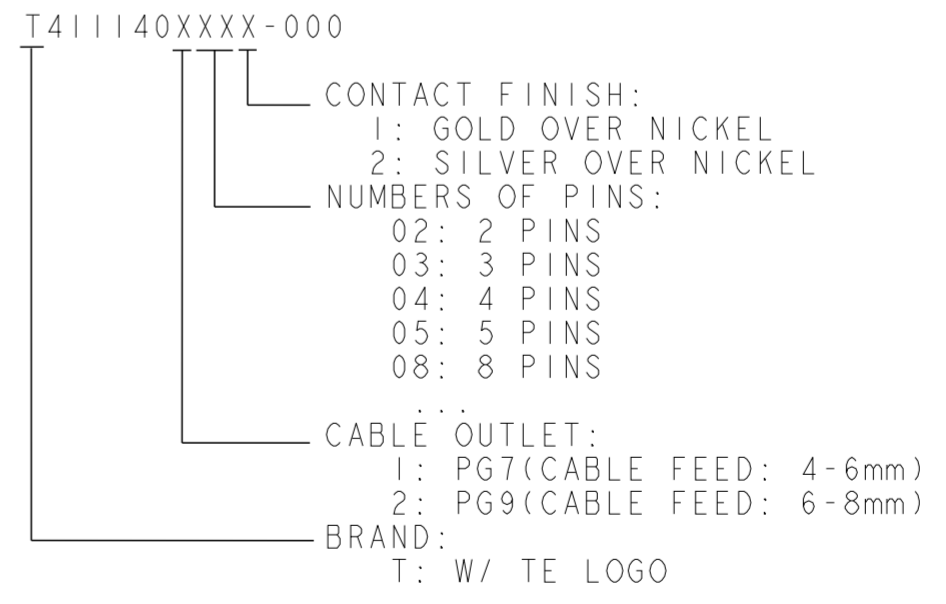 T411140XXXX-000
CONTACT FINISH:
1: GOLD OVER NICKEL
2: SILVER OVER NICKEL
NUMBERS OF PINS:
02: 2 PINS
03: 3 PINS
04: 4 PINS
05: 5 PINS
08: 8 PINS
...
CABLE OUTLET:
1: PG7(CABLE FEED: 4-6mm)
2: PG9(CABLE FEED: 6-8mm)
BRAND:
T: W/ TE LOGO